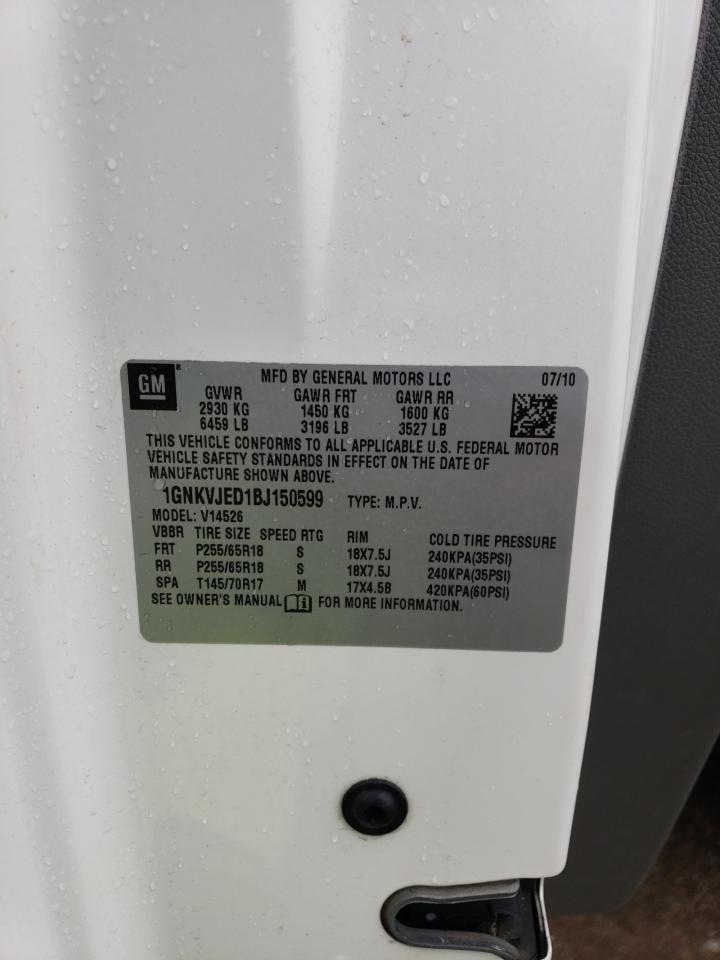 GM® MFD BY GENERAL MOTORS LLC 07/10
GVWR GAWR FRT GAWR RR
2930 KG 1450 KG 1600 KG
6459 LB 3196 LB 3527 LB
THIS VEHICLE CONFORMS TO ALL APPLICABLE U.S. FEDERAL MOTOR
VEHICLE SAFETY STANDARDS IN EFFECT ON THE DATE OF
MANUFACTURE SHOWN ABOVE.
1GNKVJED1BJ150599 TYPE: M.P.V.
MODEL: V14526
VBBR TIRE SIZE SPEED RTG RIM COLD TIRE PRESSURE
FRT P255/65R18 S 18X7.5J 240KPA(35PSI)
RR P255/65R18 S 18X7.5J 240KPA(35PSI)
SPA T145/70R17 M 17X4.5B 420KPA(60PSI)
SEE OWNER'S MANUAL i FOR MORE INFORMATION.